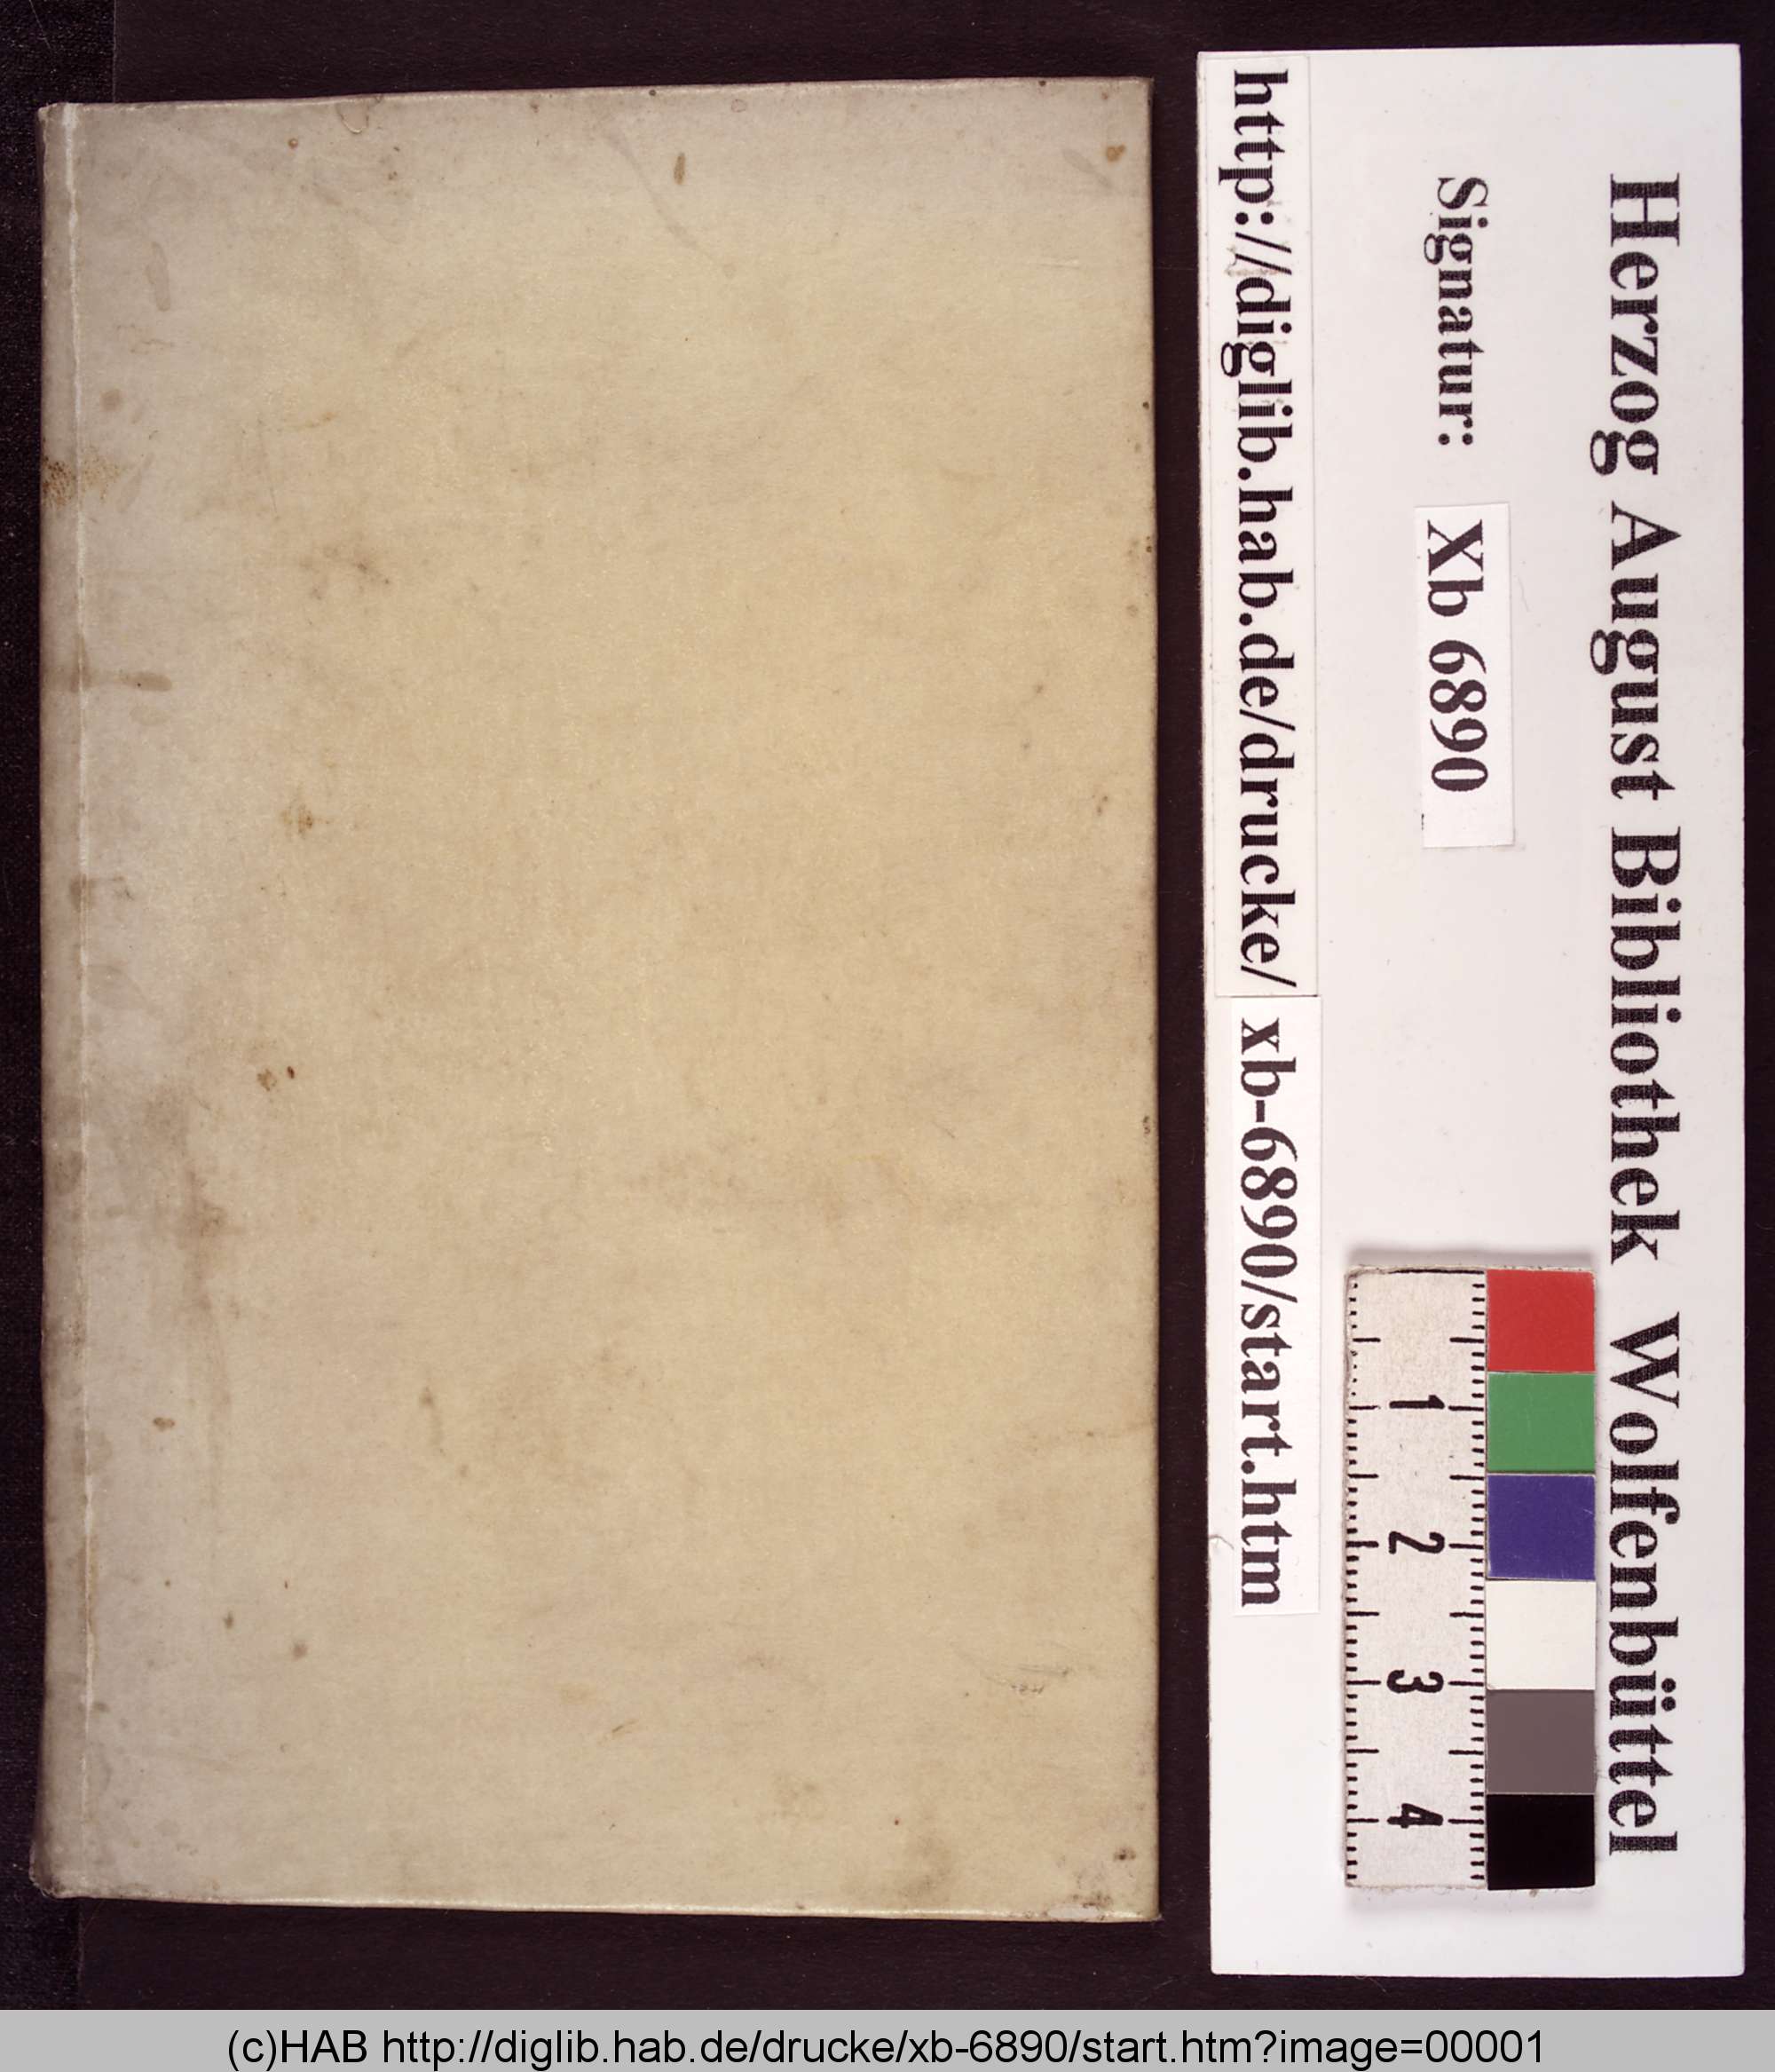 Herzog August Bibliothek Wolfenbüttel
Signatur: Xb 6890
http://diglib.hab.de/drucke/ xb-6890/start.htm
1 2 3 4
(c)HAB http://diglib.hab.de/drucke/xb-6890/start.htm?image=00001